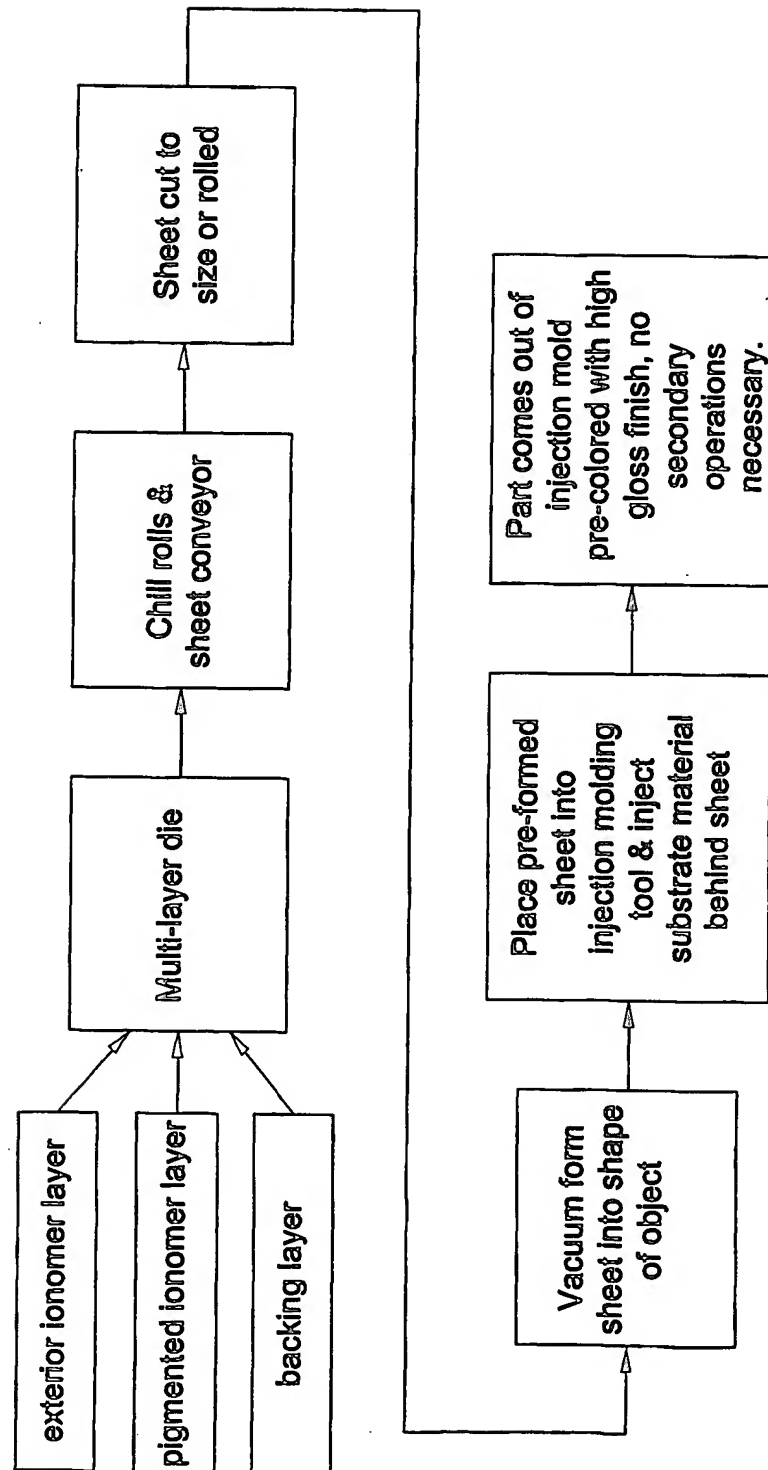 exterior ionomer layer
pigmented ionomer layer
backing layer
Multi-layer die
Chill rolls &
sheet conveyor
Sheet cut to
size or rolled
Vacuum form
sheet into shape
of object
Place pre-formed
sheet into
injection molding
tool & inject
substrate material
behind sheet
Part comes out of
injection mold
pre-colored with high
gloss finish, no
secondary
operations
necessary.